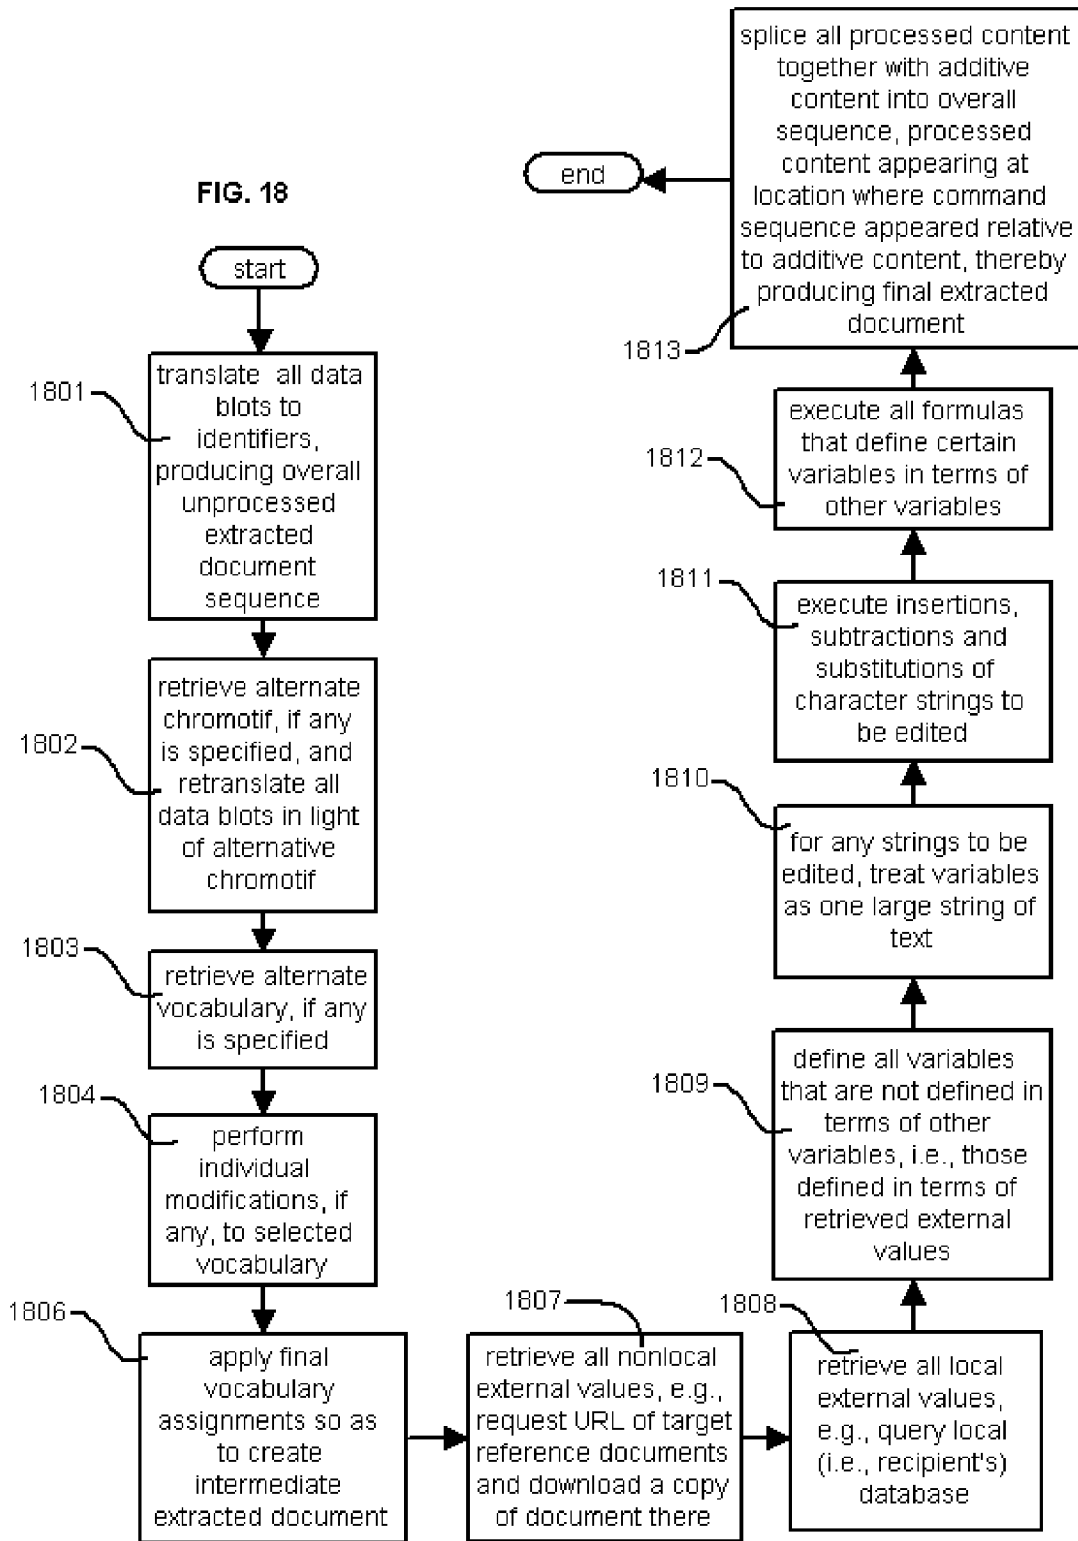 FIG. 18
start
1801
translate all data
blots to
identifiers,
producing overall
unprocessed
extracted
document
sequence
1802
retrieve alternate
chromotif, if any
is specified, and
retranslate all
data blots in light
of alternative
chromotif
1803
retrieve alternate
vocabulary, if any
is specified
1804
perform
individual
modifications, if
any, to selected
vocabulary
1806
apply final
vocabulary
assignments so as
to create
intermediate
extracted document
1807
retrieve all nonlocal
external values, e.g.,
request URL of target
reference documents
and download a copy
of document there
1808
retrieve all local
external values,
e.g., query local
(i.e., recipient's)
database
1809
define all variables
that are not defined in
terms of other
variables, i.e., those
defined in terms of
retrieved external
values
1810
for any strings to be
edited, treat variables
as one large string of
text
1811
execute insertions,
subtractions and
substitutions of
character strings to
be edited
1812
execute all formulas
that define certain
variables in terms of
other variables
1813
splice all processed content
together with additive
content into overall
sequence, processed
content appearing at
location where command
sequence appeared relative
to additive content, thereby
producing final extracted
document
end